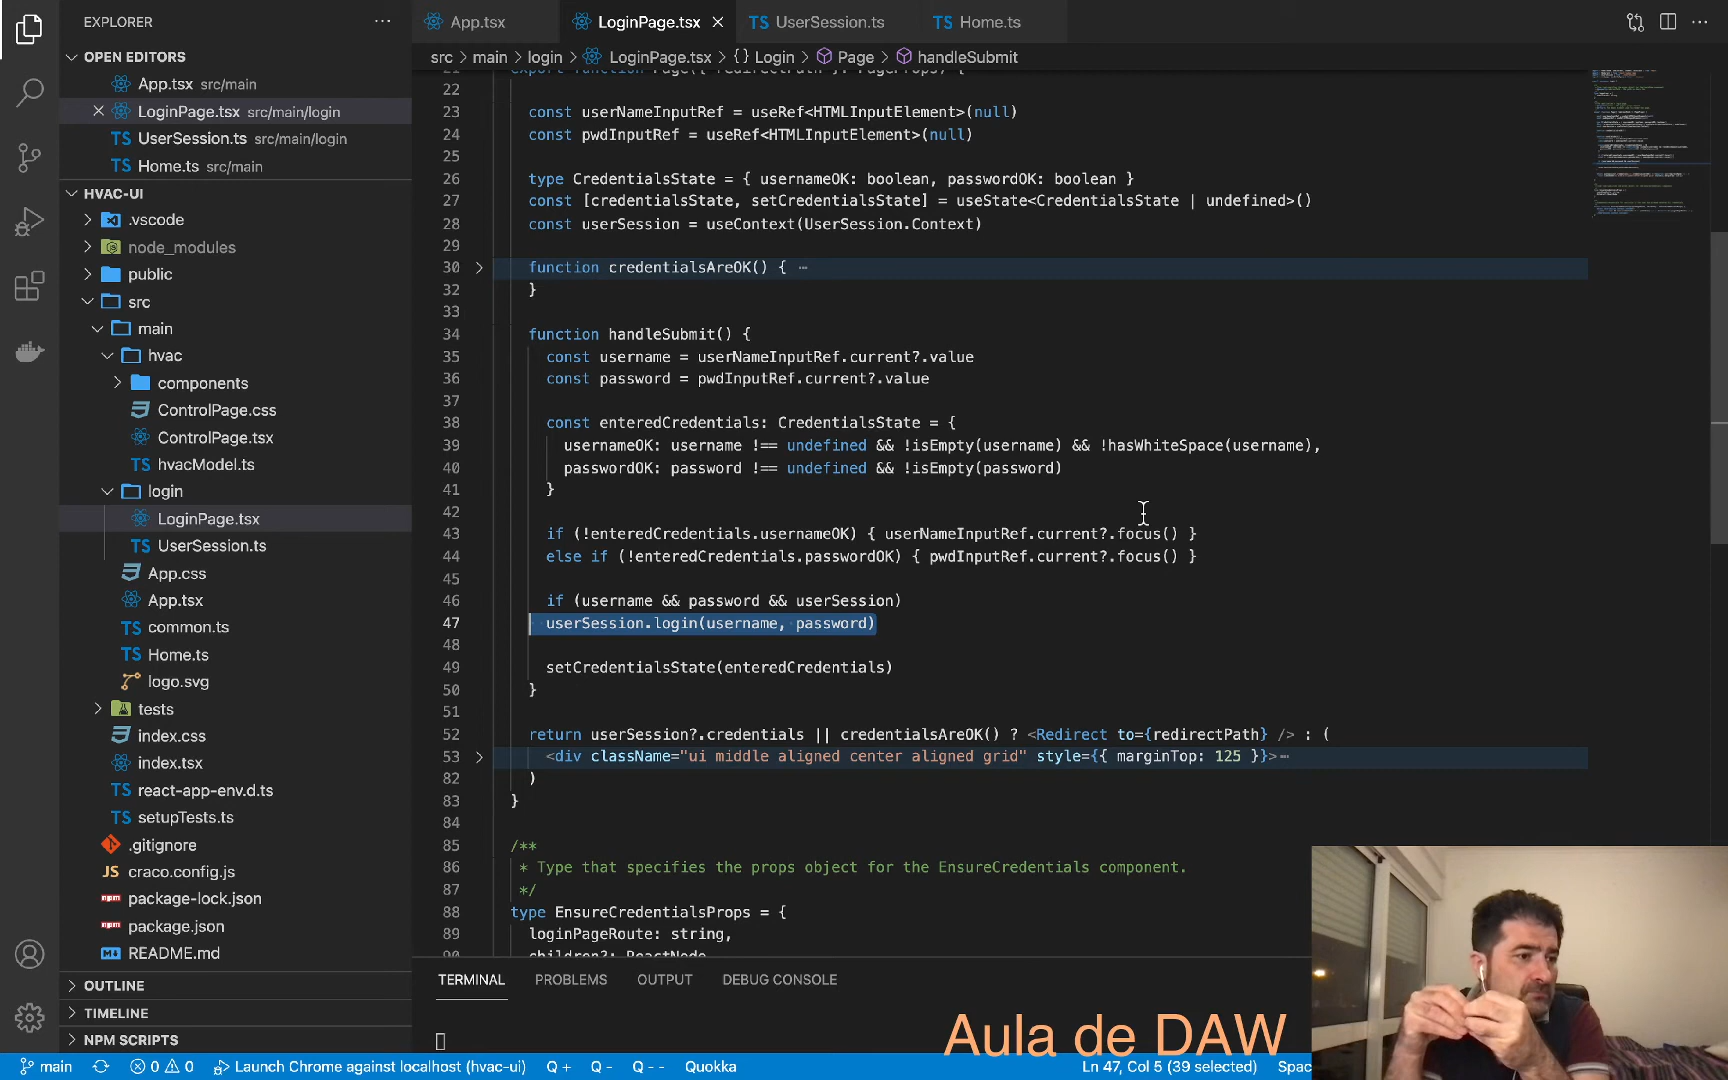 EXPLORER
OPEN EDITORS
App.tsx src/main
LoginPage.tsx src/main/login
UserSession.ts src/main/login
Home.ts src/main
HVAC-UI
.vscode
node_modules
public
src
main
hvac
components
ControlPage.css
ControlPage.tsx
hvacModel.ts
login
LoginPage.tsx
UserSession.ts
App.css
App.tsx
common.ts
Home.ts
logo.svg
tests
index.css
index.tsx
react-app-env.d.ts
setupTests.ts
.gitignore
craco.config.js
package-lock.json
package.json
README.md
OUTLINE
TIMELINE
NPM SCRIPTS
App.tsx LoginPage.tsx UserSession.ts Home.ts
src main login LoginPage.tsx Login Page handleSubmit
22
23 const userNameInputRef = useRef<HTMLInputElement>(null)
24 const pwdInputRef = useRef<HTMLInputElement>(null)
25
26 type CredentialsState = { usernameOK: boolean, passwordOK: boolean }
27 const [credentialsState, setCredentialsState] = useState<CredentialsState | undefined>()
28 const userSession = useContext(UserSession.Context)
29
30 function credentialsAreOK() { ⋯
32 }
33
34 function handleSubmit() {
35 const username = userNameInputRef.current?.value
36 const password = pwdInputRef.current?.value
37
38 const enteredCredentials: CredentialsState = {
39 usernameOK: username !== undefined && !isEmpty(username) && !hasWhiteSpace(username),
40 passwordOK: password !== undefined && !isEmpty(password)
41 }
42
43 if (!enteredCredentials.usernameOK) { userNameInputRef.current?.focus() }
44 else if (!enteredCredentials.passwordOK) { pwdInputRef.current?.focus() }
45
46 if (username && password && userSession)
47 userSession.login(username, password)
48
49 setCredentialsState(enteredCredentials)
50 }
51
52 return userSession?.credentials || credentialsAreOK() ? <Redirect to={redirectPath} /> : (
53 <div className="ui middle aligned center aligned grid" style={{ marginTop: 125 }}>⋯
82 )
83 }
84
85 /**
86 * Type that specifies the props object for the EnsureCredentials component.
87 */
88 type EnsureCredentialsProps = {
89 loginPageRoute: string,
TERMINAL PROBLEMS OUTPUT DEBUG CONSOLE
Aula de DAW
main 0 0 Launch Chrome against localhost (hvac-ui) Q + Q - Q - - Quokka Ln 47, Col 5 (39 selected) Spac